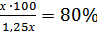 x·100/1,25x = 80%